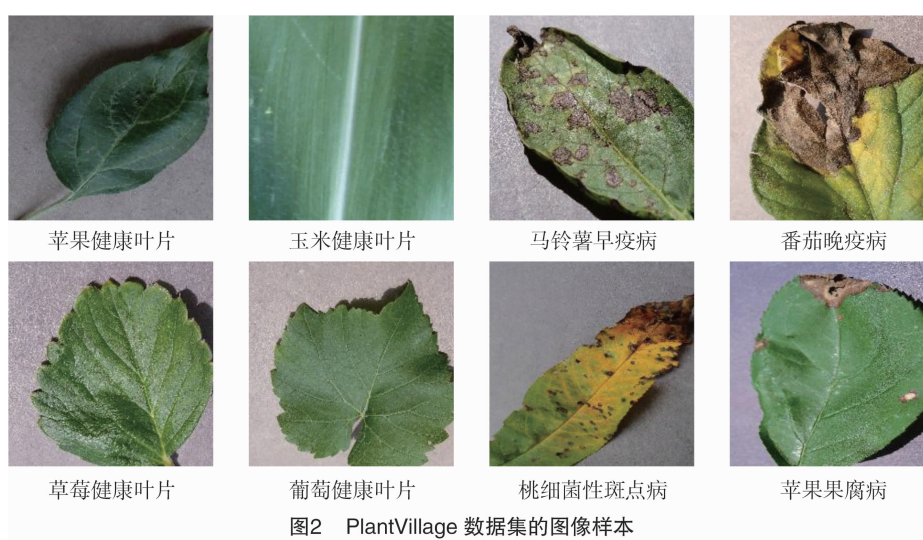 苹果健康叶片 玉米健康叶片 马铃薯早疫病 番茄晚疫病
草莓健康叶片 葡萄健康叶片 桃细菌性斑点病 苹果果腐病
图2 PlantVillage 数据集的图像样本